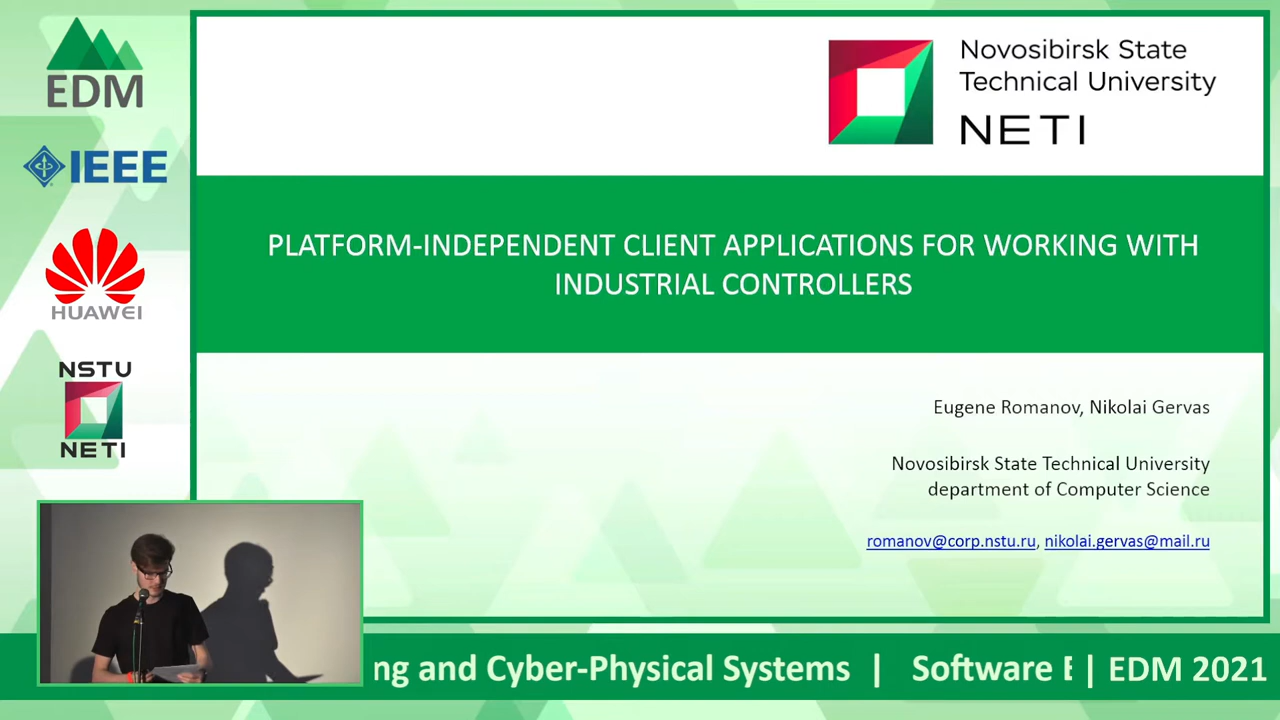 EDM
IEEE
HUAWEI
NSTU
NETI
Novosibirsk State
Technical University
NETI
PLATFORM-INDEPENDENT CLIENT APPLICATIONS FOR WORKING WITH
INDUSTRIAL CONTROLLERS
Eugene Romanov, Nikolai Gervas
Novosibirsk State Technical University
department of Computer Science
romanov@corp.nstu.ru, nikolai.gervas@mail.ru
ng and Cyber-Physical Systems | Software E | EDM 2021